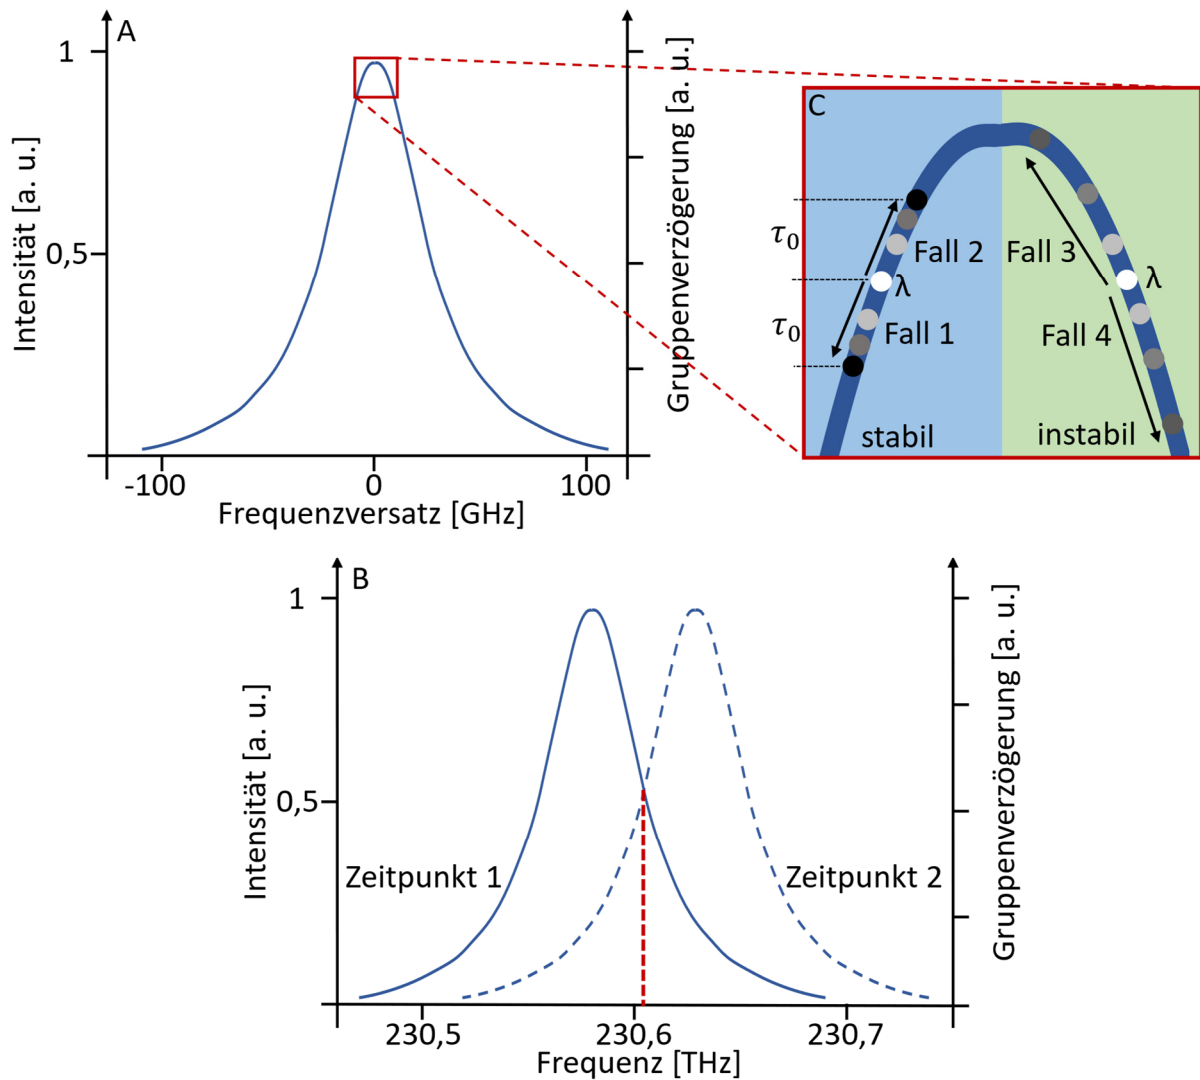 A
1
0,5
Intensität [a. u.]
Gruppenverzögerung [a. u.]
-100
0
100
Frequenzversatz [GHz]
C
τ0
Fall 2
Fall 3
λ
λ
τ0
Fall 1
Fall 4
stabil
instabil
B
1
0,5
Intensität [a. u.]
Gruppenverzögerung [a. u.]
Zeitpunkt 1
Zeitpunkt 2
230,5
230,6
230,7
Frequenz [THz]